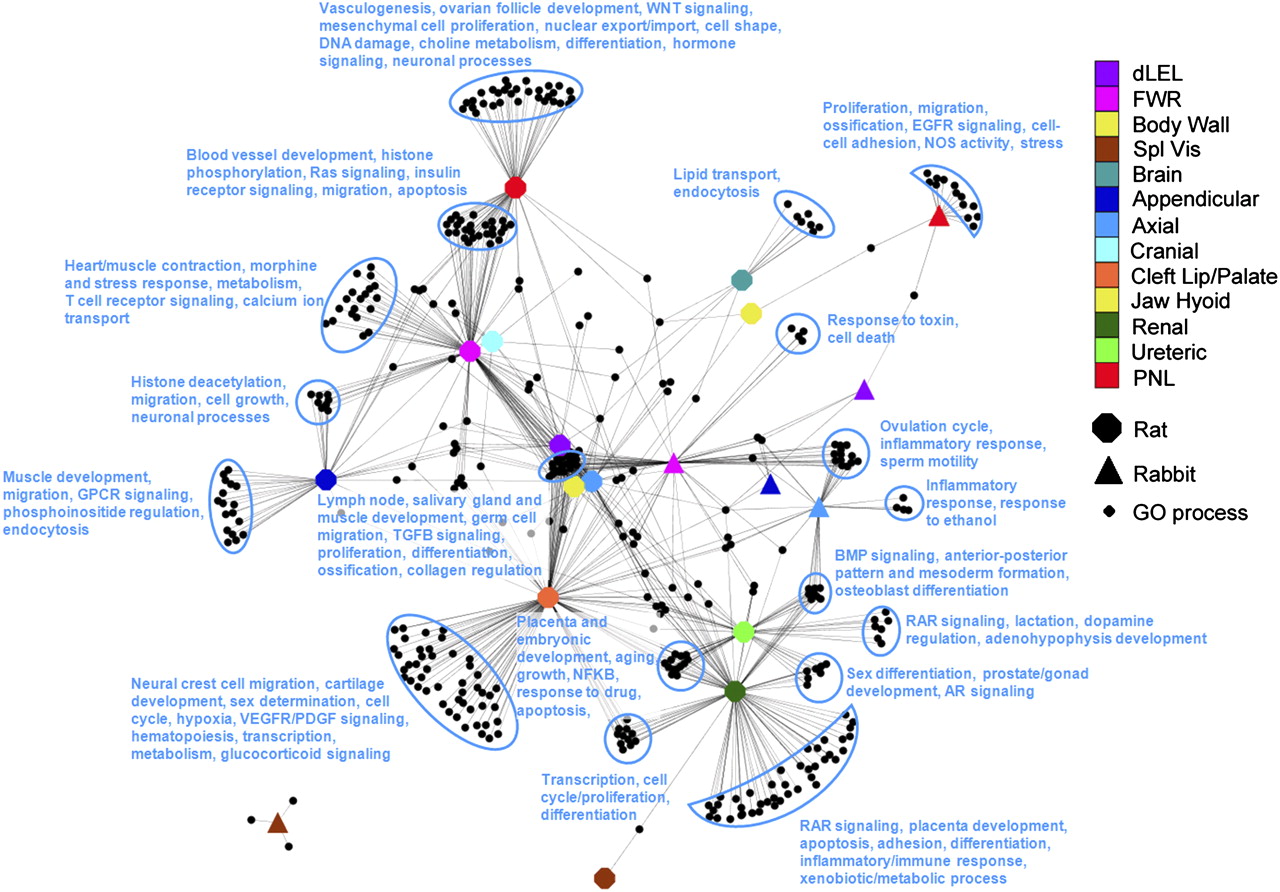 Vasculogenesis, ovarian follicle development, WNT signaling,
mesenchymal cell proliferation, nuclear export/import, cell shape,
DNA damage, choline metabolism, differentiation, hormone
signaling, neuronal processes
Blood vessel development, histone
phosphorylation, Ras signaling, insulin
receptor signaling, migration, apoptosis
Heart/muscle contraction, morphine
and stress response, metabolism,
T cell receptor signaling, calcium ion
transport
Histone deacetylation,
migration, cell growth,
neuronal processes
Muscle development,
migration, GPCR signaling,
phosphoinositide regulation,
endocytosis
Lymph node, salivary gland and
muscle development, germ cell
migration, TGFB signaling,
proliferation, differentiation,
ossification, collagen regulation
Neural crest cell migration, cartilage
development, sex determination, cell
cycle, hypoxia, VEGFR/PDGF signaling,
hematopoiesis, transcription,
metabolism, glucocorticoid signaling
Placenta and
embryonic
development, aging,
growth, NFKB,
response to drug,
apoptosis,
Transcription, cell
cycle/proliferation,
differentiation
Lipid transport,
endocytosis
Proliferation, migration,
ossification, EGFR signaling, cell-
cell adhesion, NOS activity, stress
Response to toxin,
cell death
Ovulation cycle,
inflammatory response,
sperm motility
Inflammatory
response, response
to ethanol
BMP signaling, anterior-posterior
pattern and mesoderm formation,
osteoblast differentiation
RAR signaling, lactation, dopamine
regulation, adenohypophysis development
Sex differentiation, prostate/gonad
development, AR signaling
RAR signaling, placenta development,
apoptosis, adhesion, differentiation,
inflammatory/immune response,
xenobiotic/metabolic process
dLEL
FWR
Body Wall
Spl Vis
Brain
Appendicular
Axial
Cranial
Cleft Lip/Palate
Jaw Hyoid
Renal
Ureteric
PNL
Rat
Rabbit
GO process